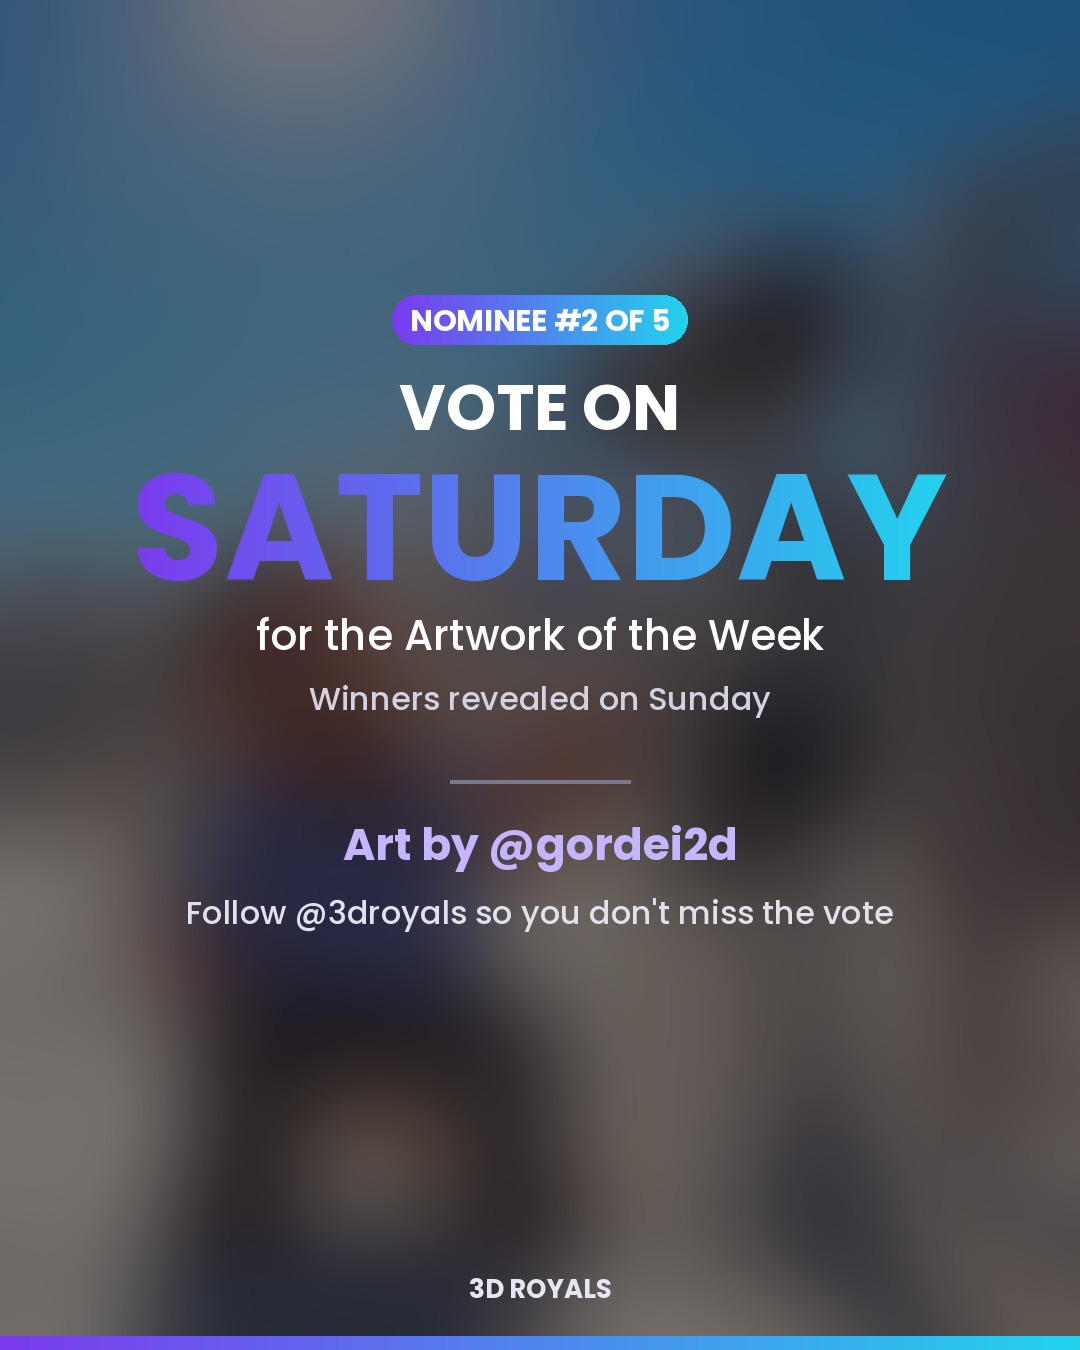 NOMINEE #2 OF 5
VOTE ON
SATURDAY
for the Artwork of the Week
Winners revealed on Sunday
Art by @gordei2d
Follow @3droyals so you don't miss the vote
3D ROYALS